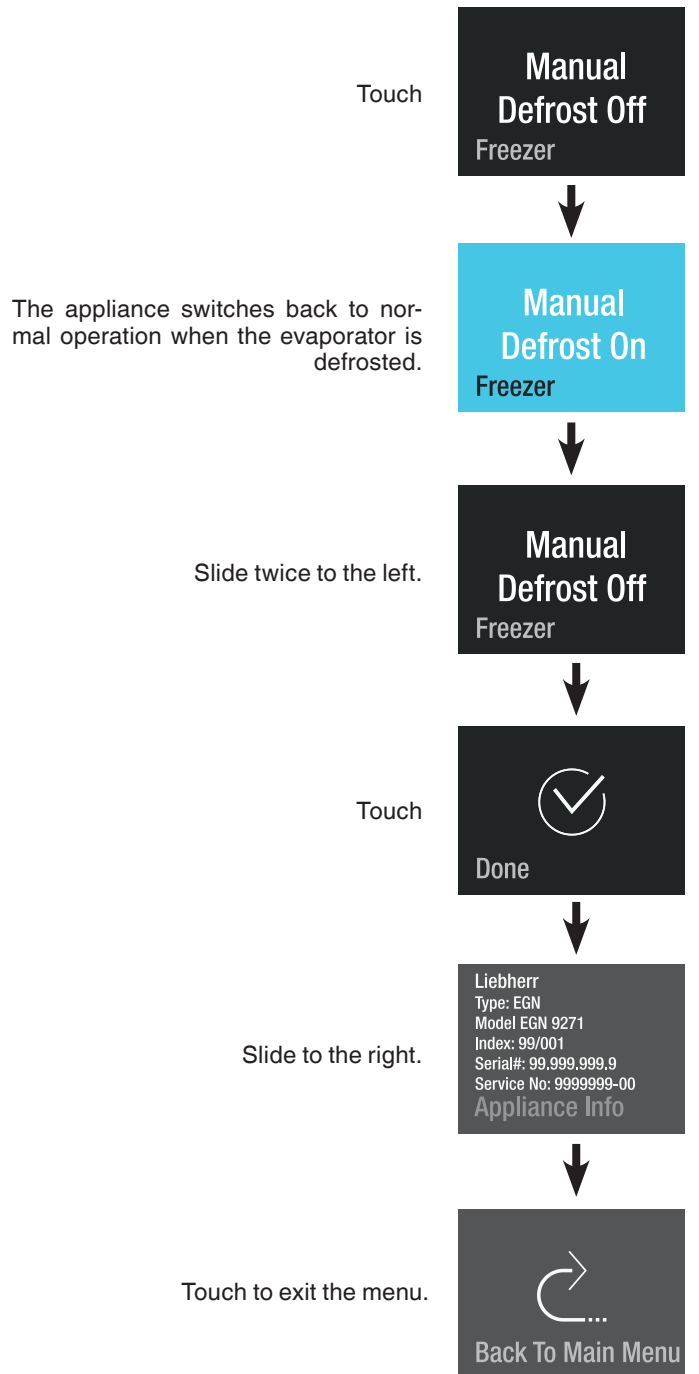 Touch
Manual
Defrost Off
Freezer
The appliance switches back to nor-
mal operation when the evaporator is
defrosted.
Manual
Defrost On
Freezer
Slide twice to the left.
Manual
Defrost Off
Freezer
Touch
Done
Slide to the right.
Liebherr
Type: EGN
Model EGN 9271
Index: 99/001
Serial#: 99.999.999.9
Service No: 9999999-00
Appliance Info
Touch to exit the menu.
Back To Main Menu